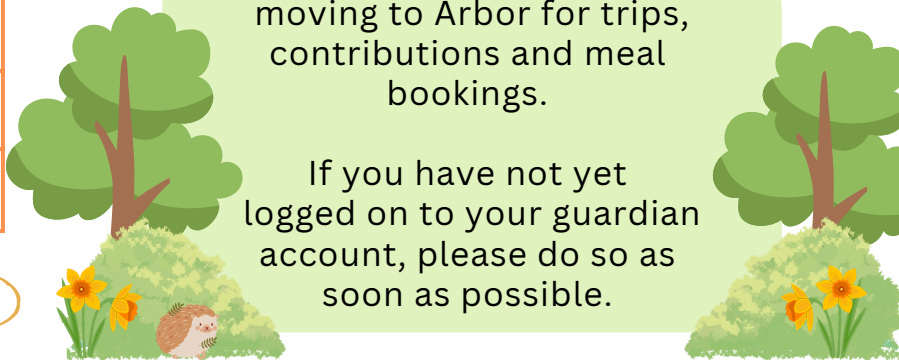 moving to Arbor for trips,
contributions and meal
bookings.
If you have not yet
logged on to your guardian
account, please do so as
soon as possible.